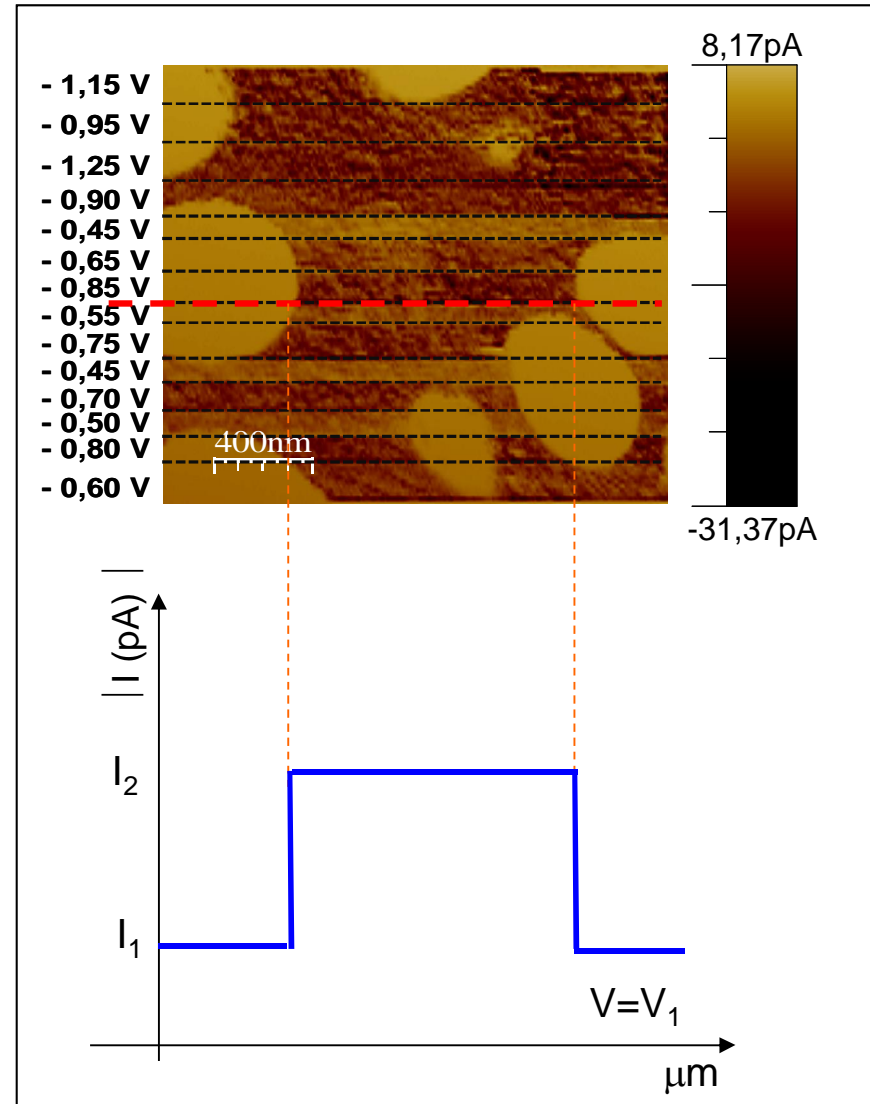 8,17pA
- 1,15 V
- 0,95 V
- 1,25 V
- 0,90 V
- 0,45 V
- 0,65 V
- 0,85 V
- 0,55 V
- 0,75 V
- 0,45 V
- 0,70 V
- 0,50 V
- 0,80 V
- 0,60 V
400nm
-31,37pA
| I (pA) |
I₂
I₁
V=V₁
μm